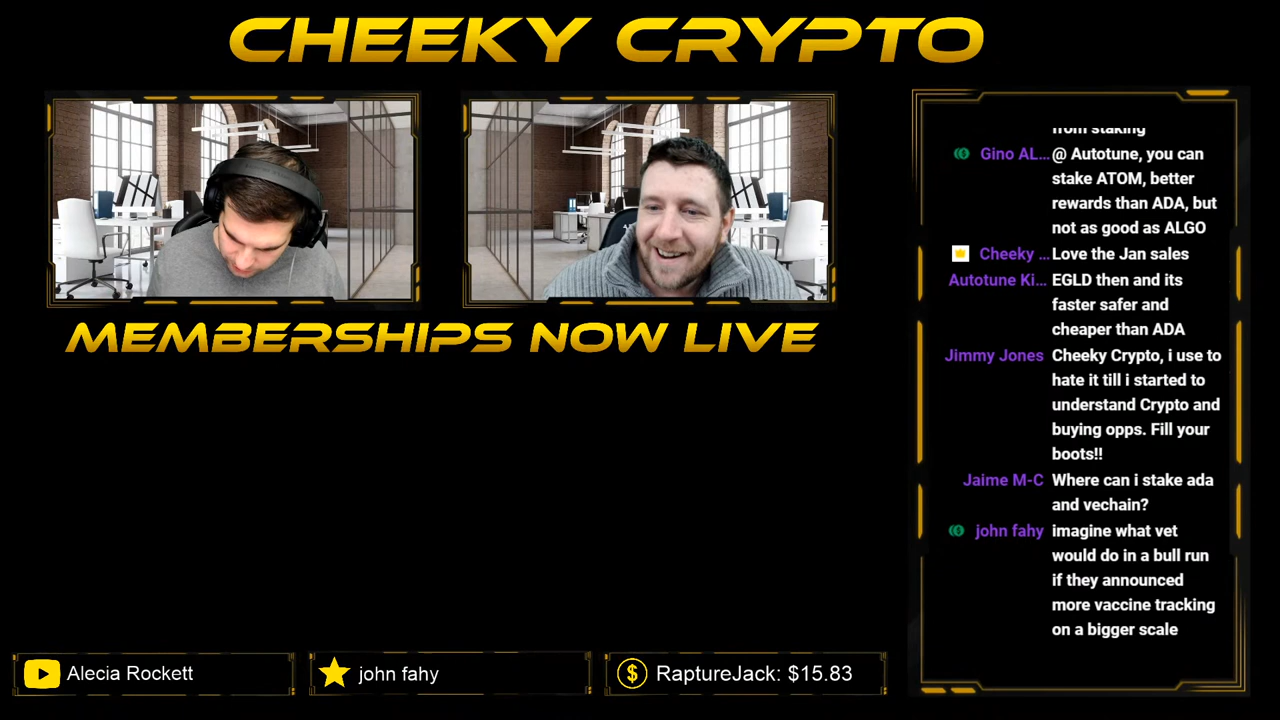 CHEEKY CRYPTO
MEMBERSHIPS NOW LIVE
from staking
Gino AL... @ Autotune, you can
stake ATOM, better
rewards than ADA, but
not as good as ALGO
Cheeky ... Love the Jan sales
Autotune Ki... EGLD then and its
faster safer and
cheaper than ADA
Jimmy Jones Cheeky Crypto, i use to
hate it till i started to
understand Crypto and
buying opps. Fill your
boots!!
Jaime M-C Where can i stake ada
and vechain?
john fahy imagine what vet
would do in a bull run
if they announced
more vaccine tracking
on a bigger scale
Alecia Rockett
john fahy
RaptureJack: $15.83